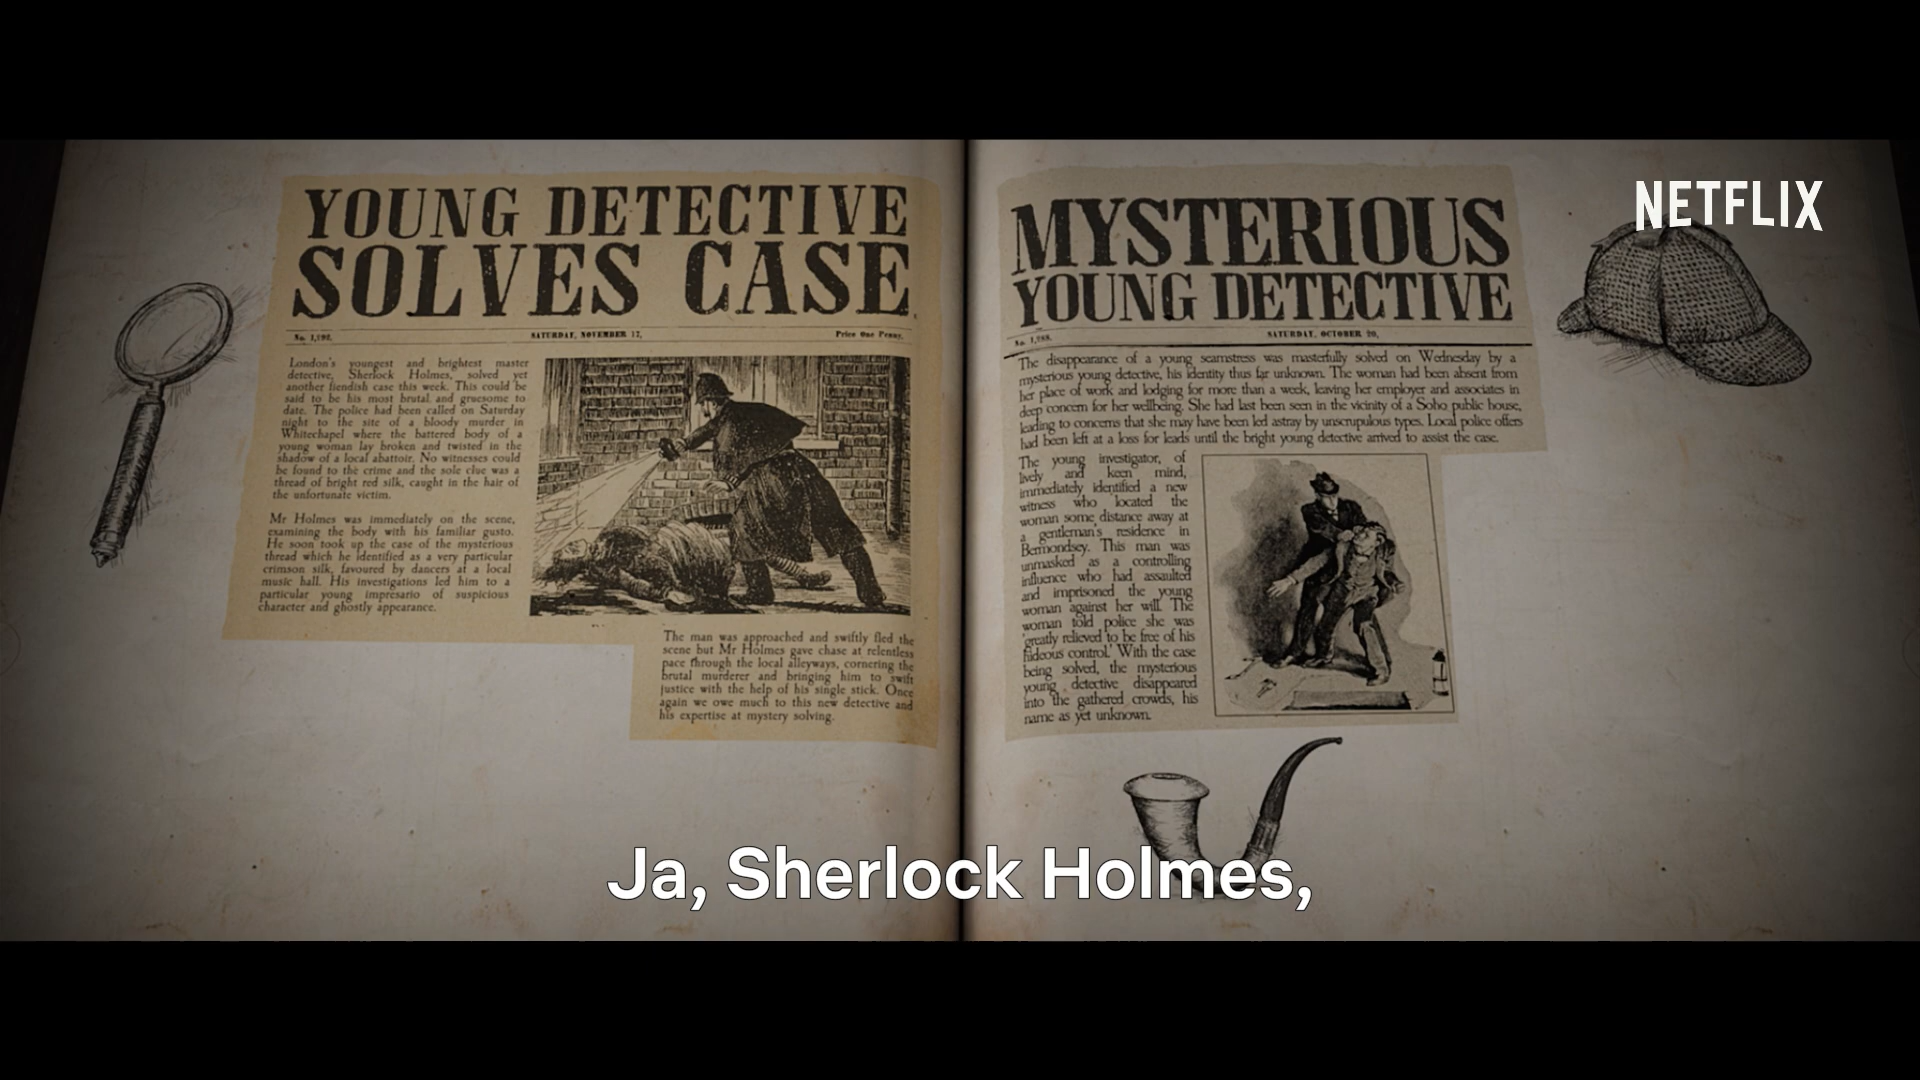 NETFLIX
YOUNG DETECTIVE
SOLVES CASE.
No. 1,292.
SATURDAY, NOVEMBER 17,
Price One Penny.
London's youngest and brightest master
detective, Sherlock Holmes, solved yet
another fiendish case this week. This could be
said to be his most brutal and gruesome to
date. The police had been called on Saturday
night to the site of a bloody murder in
Whitechapel where the battered body of a
young woman lay broken and twisted in the
shadow of a local abattoir. No witnesses could
be found to the crime and the sole clue was a
thread of bright red silk, caught in the hair of
the unfortunate victim.
Mr Holmes was immediately on the scene,
examining the body with his familiar gusto.
He soon took up the case of the mysterious
thread which he identified as a very particular
crimson silk, favoured by dancers at a local
music hall. His investigations led him to a
particular young impresario of suspicious
character and ghostly appearance.
The man was approached and swiftly fled the
scene but Mr Holmes gave chase at relentless
pace through the local alleyways, cornering the
brutal murderer and bringing him to swift
justice with the help of his single stick. Once
again we owe much to this new detective and
his expertise at mystery solving.
MYSTERIOUS
YOUNG DETECTIVE
No. 1,288.
SATURDAY, OCTOBER 20,
The disappearance of a young seamstress was masterfully solved on Wednesday by a
mysterious young detective, his identity thus far unknown. The woman had been absent from
her place of work and lodging for more than a week, leaving her employer and associates in
deep concern for her wellbeing. She had last been seen in the vicinity of a Soho public house,
leading to concerns that she may have been led astray by unscrupulous types. Local police offers
had been left at a loss for leads until the bright young detective arrived to assist the case.
The young investigator, of
lively and keen mind,
immediately identified a new
witness who located the
woman some distance away at
a gentleman's residence in
Bermondsey. This man was
unmasked as a controlling
influence who had assaulted
and imprisoned the young
woman against her will. The
woman told police she was
'greatly relieved to be free of his
hideous control.' With the case
being solved, the mysterious
young detective disappeared
into the gathered crowds, his
name as yet unknown.
Ja, Sherlock Holmes,